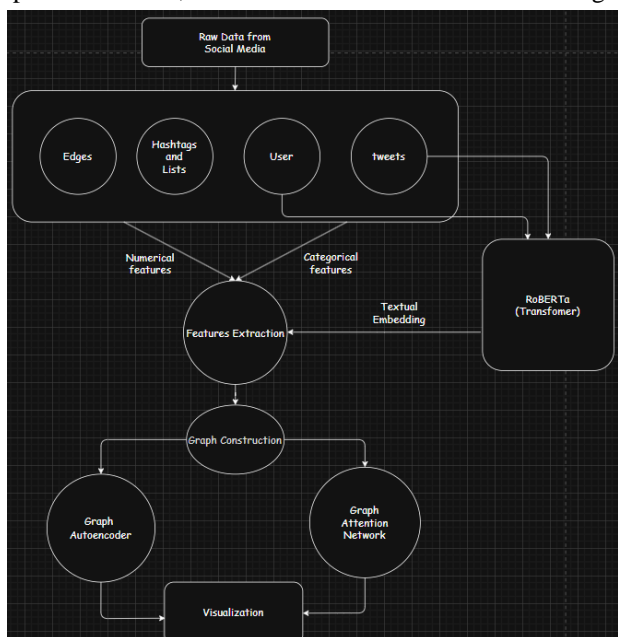 Raw Data from
Social Media
Edges
Hashtags
and
Lists
User
tweets
Numerical
features
Categorical
features
RoBERTa
(Transfomer)
Textual
Embedding
Features Extraction
Graph Construction
Graph
Autoencoder
Graph
Attention
Network
Visualization